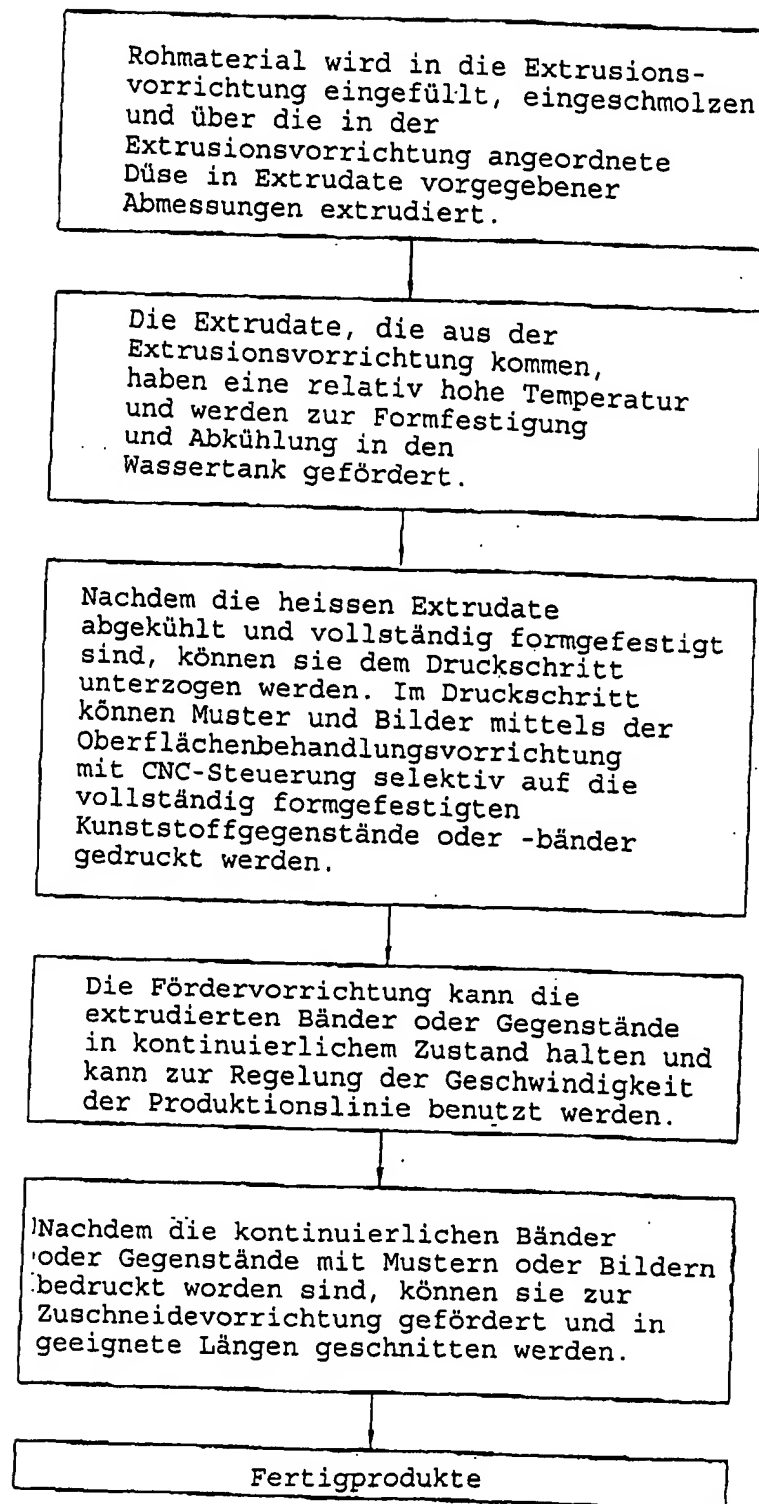 Rohmaterial wird in die Extrusions-
vorrichtung eingefüllt, eingeschmolzen
und über die in der
Extrusionsvorrichtung angeordnete
Düse in Extrudate vorgegebener
Abmessungen extrudiert.
Die Extrudate, die aus der
Extrusionsvorrichtung kommen,
haben eine relativ hohe Temperatur
und werden zur Formfestigung
und Abkühlung in den
Wassertank gefördert.
Nachdem die heissen Extrudate
abgekühlt und vollständig formgefestigt
sind, können sie dem Druckschritt
unterzogen werden. Im Druckschritt
können Muster und Bilder mittels der
Oberflächenbehandlungsvorrichtung
mit CNC-Steuerung selektiv auf die
vollständig formgefestigten
Kunststoffgegenstände oder -bänder
gedruckt werden.
Die Fördervorrichtung kann die
extrudierten Bänder oder Gegenstände
in kontinuierlichem Zustand halten und
kann zur Regelung der Geschwindigkeit
der Produktionslinie benutzt werden.
Nachdem die kontinuierlichen Bänder
oder Gegenstände mit Mustern oder Bildern
bedruckt worden sind, können sie zur
Zuschneidevorrichtung gefördert und in
geeignete Längen geschnitten werden.
Fertigprodukte